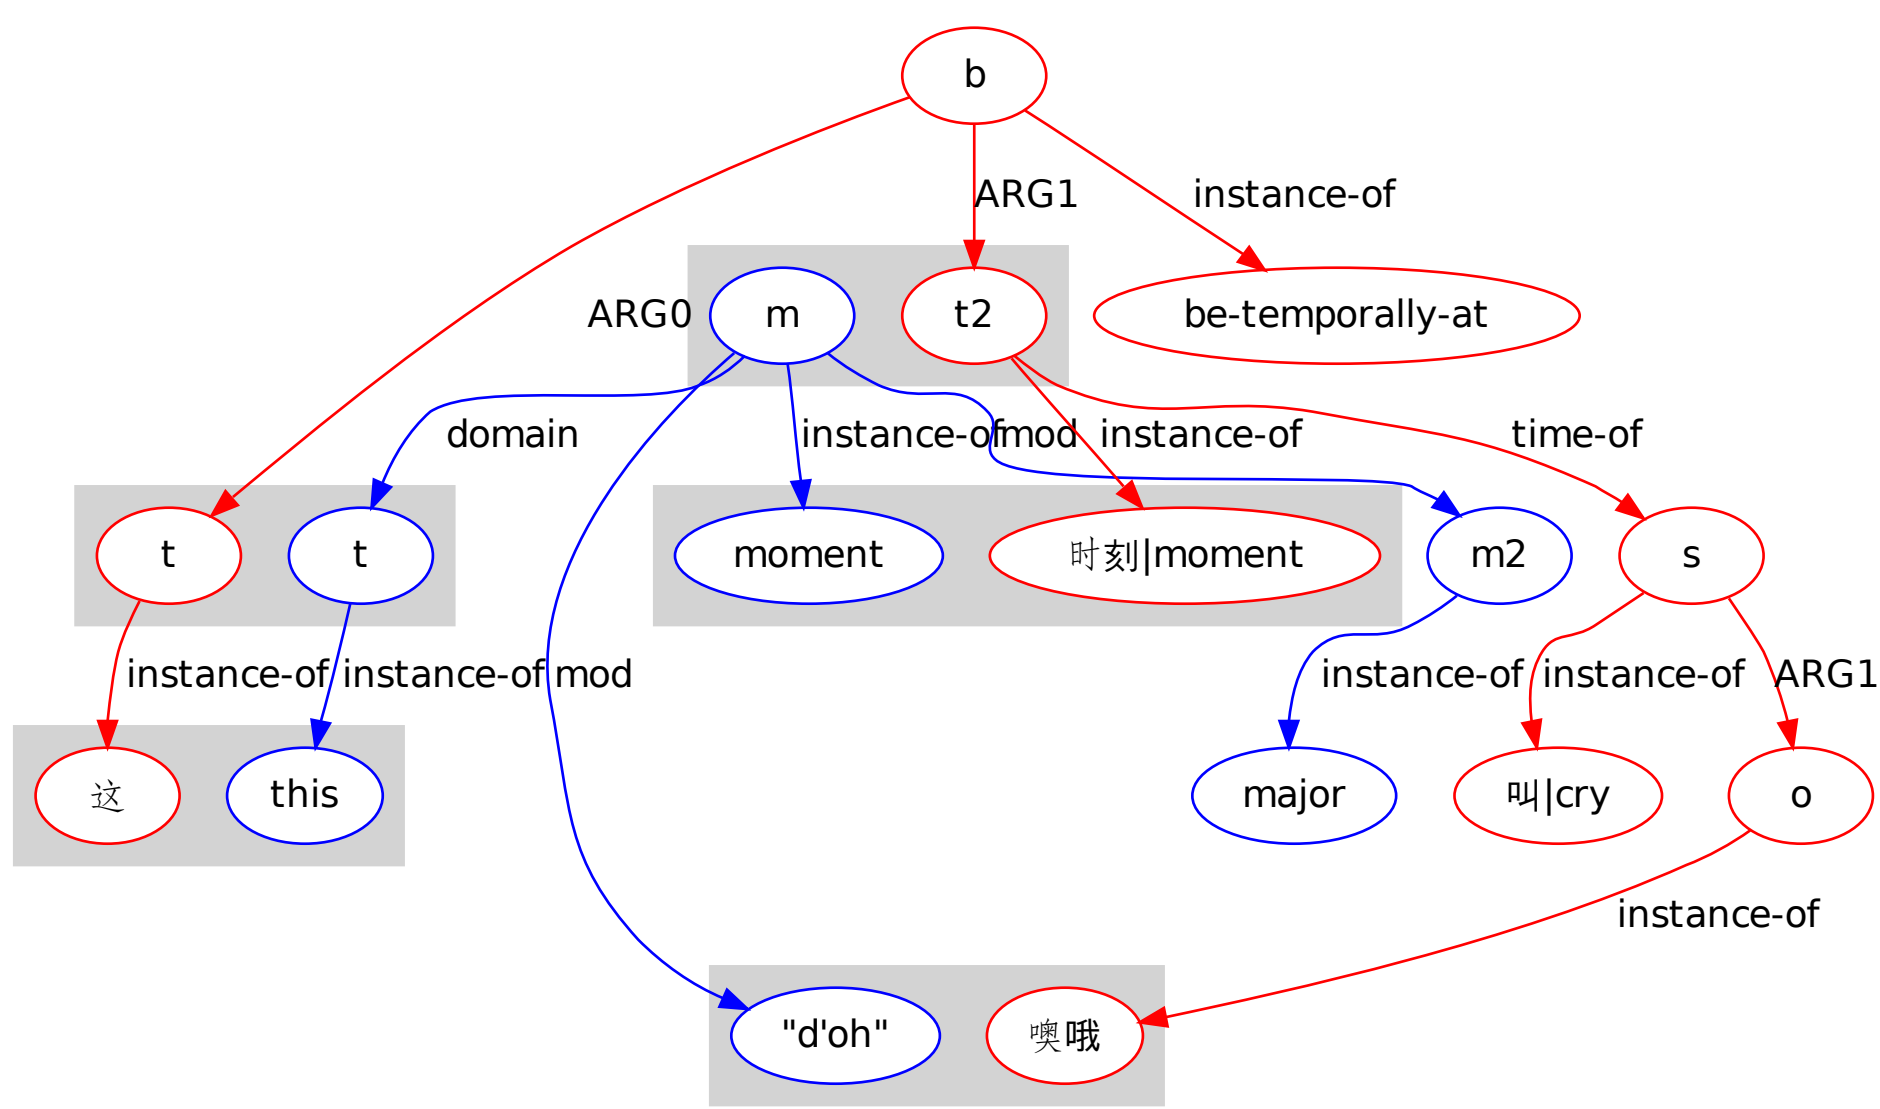 b
ARG1
instance-of
ARG0
m
t2
be-temporally-at
domain
instance-of
mod
instance-of
time-of
t
t
moment
时刻|moment
m2
s
instance-of
instance-of
mod
instance-of
instance-of
ARG1
这
this
major
叫|cry
o
instance-of
"d'oh"
噢哦